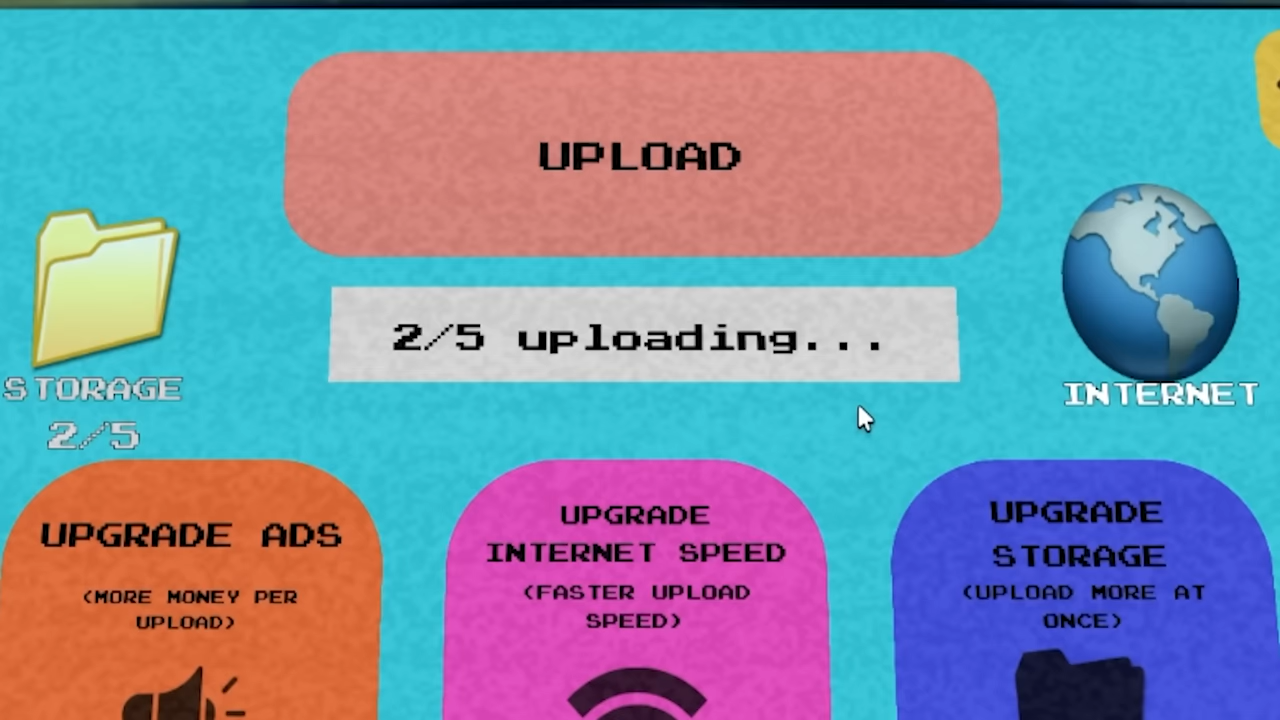 UPLOAD
2/5 uploading...
STORAGE
2/5
INTERNET
UPGRADE ADS
(MORE MONEY PER
UPLOAD)
UPGRADE
INTERNET SPEED
(FASTER UPLOAD
SPEED)
UPGRADE
STORAGE
(UPLOAD MORE AT
ONCE)